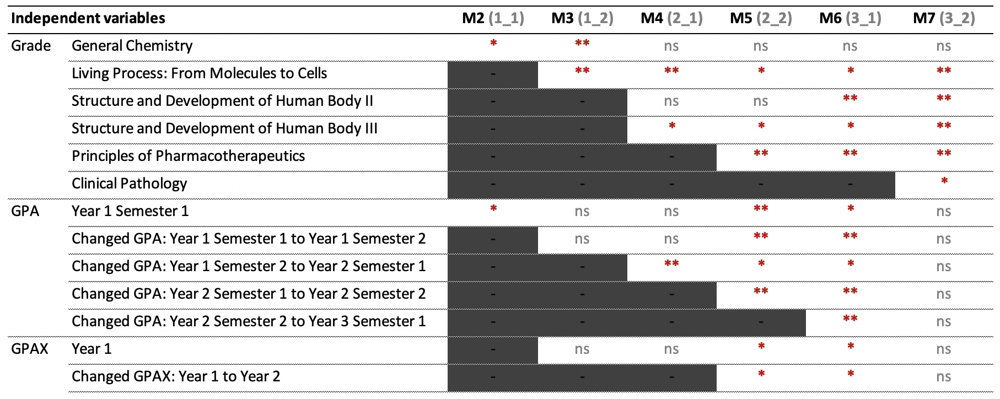 Independent variables M2 (1_1) M3 (1_2) M4 (2_1) M5 (2_2) M6 (3_1) M7 (3_2)
Grade General Chemistry * ** ns ns ns ns
Living Process: From Molecules to Cells - ** ** * * **
Structure and Development of Human Body II - - ns ns ** **
Structure and Development of Human Body III - - * * * **
Principles of Pharmacotherapeutics - - - ** ** **
Clinical Pathology - - - - - *
GPA Year 1 Semester 1 * ns ns ** * ns
Changed GPA: Year 1 Semester 1 to Year 1 Semester 2 - ns ns ** ** ns
Changed GPA: Year 1 Semester 2 to Year 2 Semester 1 - - ** * * ns
Changed GPA: Year 2 Semester 1 to Year 2 Semester 2 - - - ** ** ns
Changed GPA: Year 2 Semester 2 to Year 3 Semester 1 - - - - ** ns
GPAX Year 1 - ns ns * * ns
Changed GPAX: Year 1 to Year 2 - - - * * ns